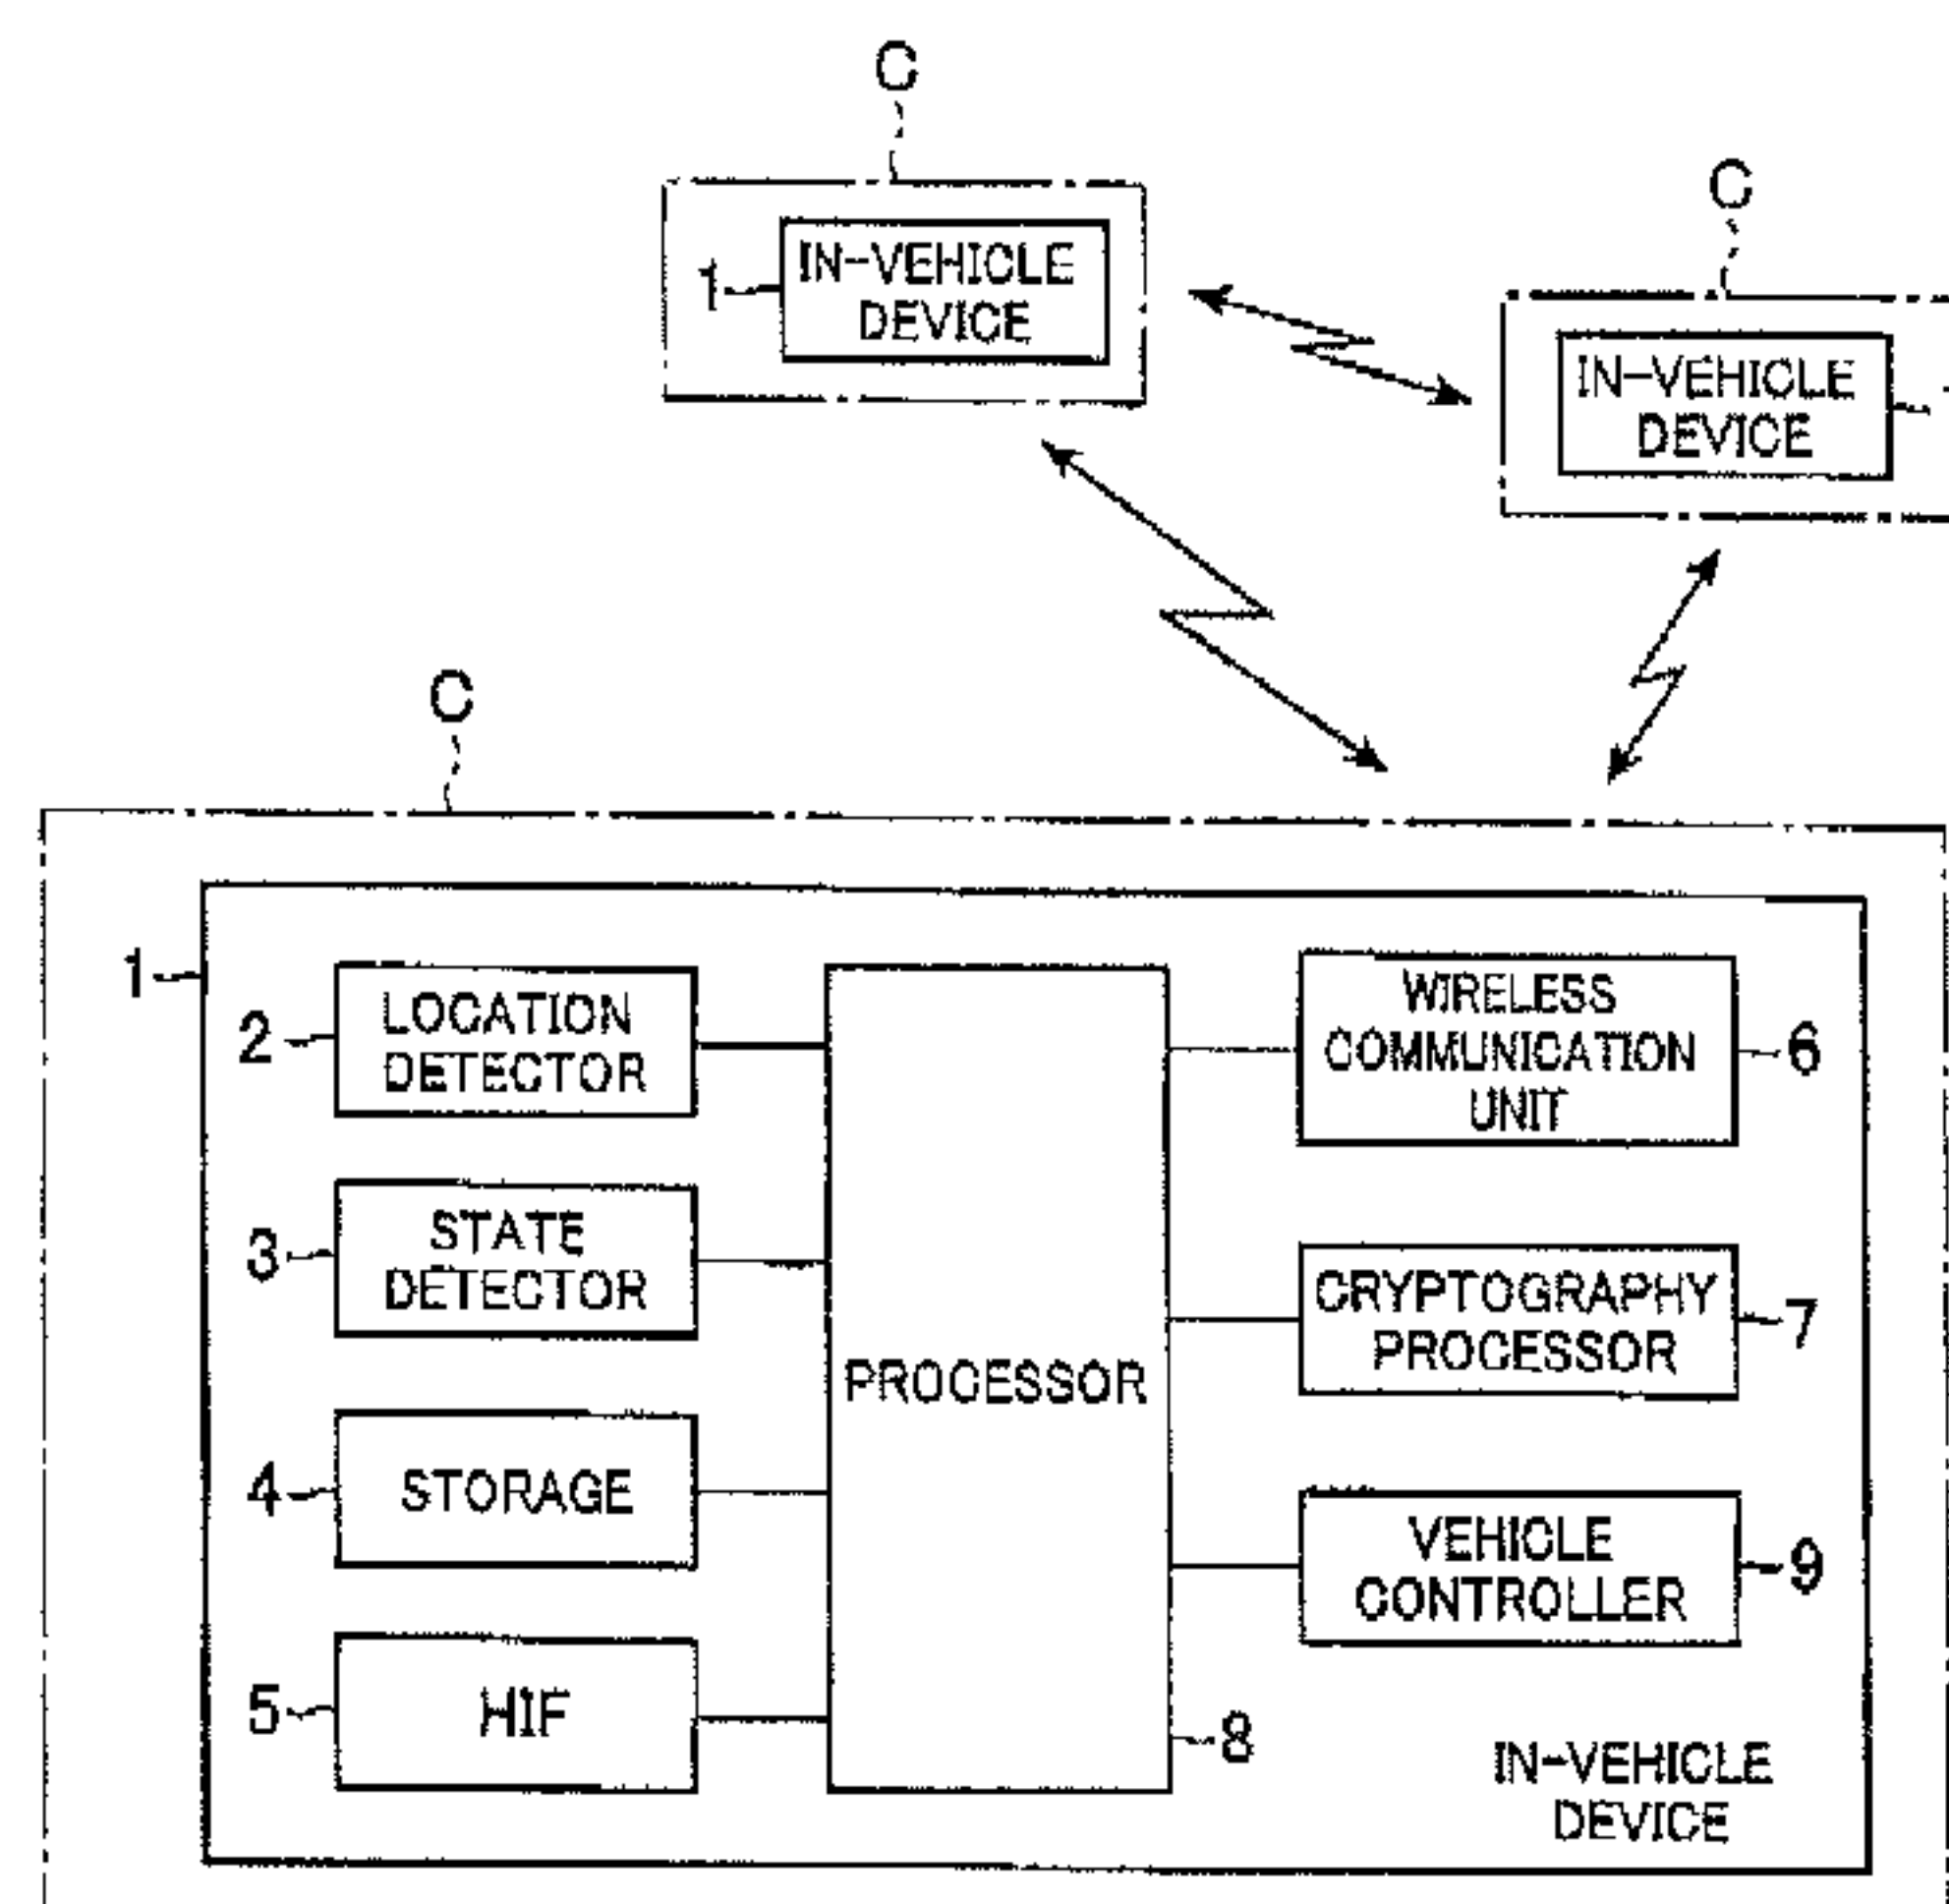 C
C
1
IN-VEHICLE
DEVICE
IN-VEHICLE
DEVICE
C
1
2
LOCATION
DETECTOR
3
STATE
DETECTOR
4
STORAGE
5
HIF
PROCESSOR
8
WIRELESS
COMMUNICATION
UNIT
6
CRYPTOGRAPHY
PROCESSOR
7
VEHICLE
CONTROLLER
9
IN-VEHICLE
DEVICE